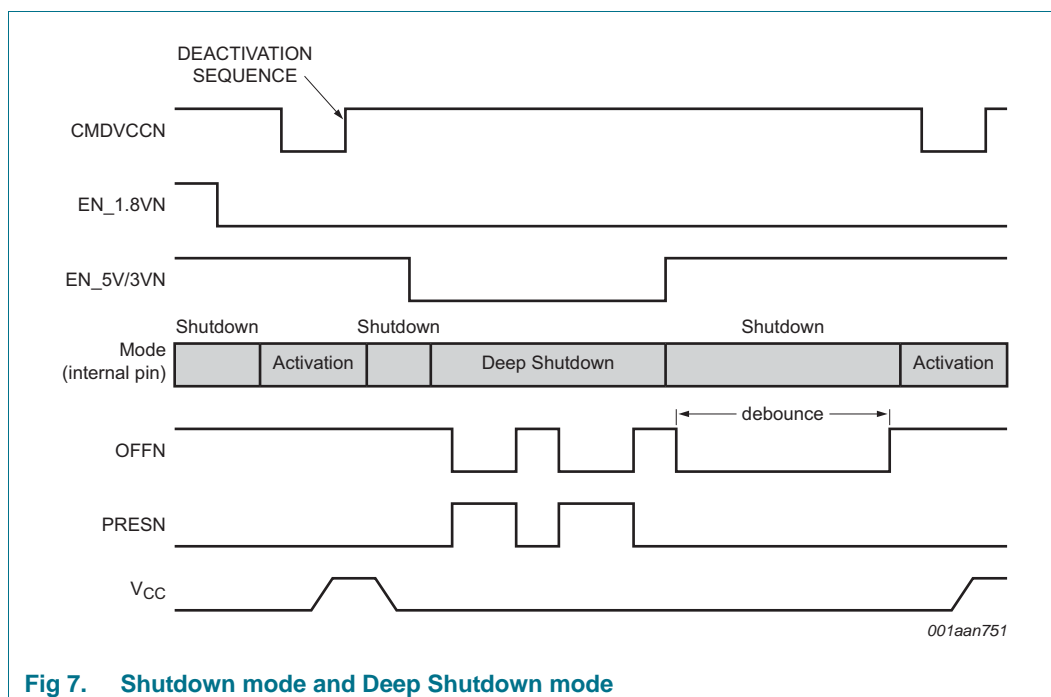 DEACTIVATION
SEQUENCE
CMDVCCN
EN_1.8VN
EN_5V/3VN
Shutdown Shutdown Shutdown
Mode
(internal pin)
Activation Deep Shutdown Activation
debounce
OFFN
PRESN
VCC
001aan751
Fig 7. Shutdown mode and Deep Shutdown mode